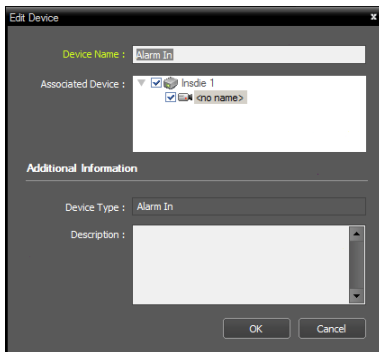 Edit Device x
Device Name : Alarm In
Associated Device : Insdie 1
<no name>
Additional Information
Device Type : Alarm In
Description :
OK Cancel